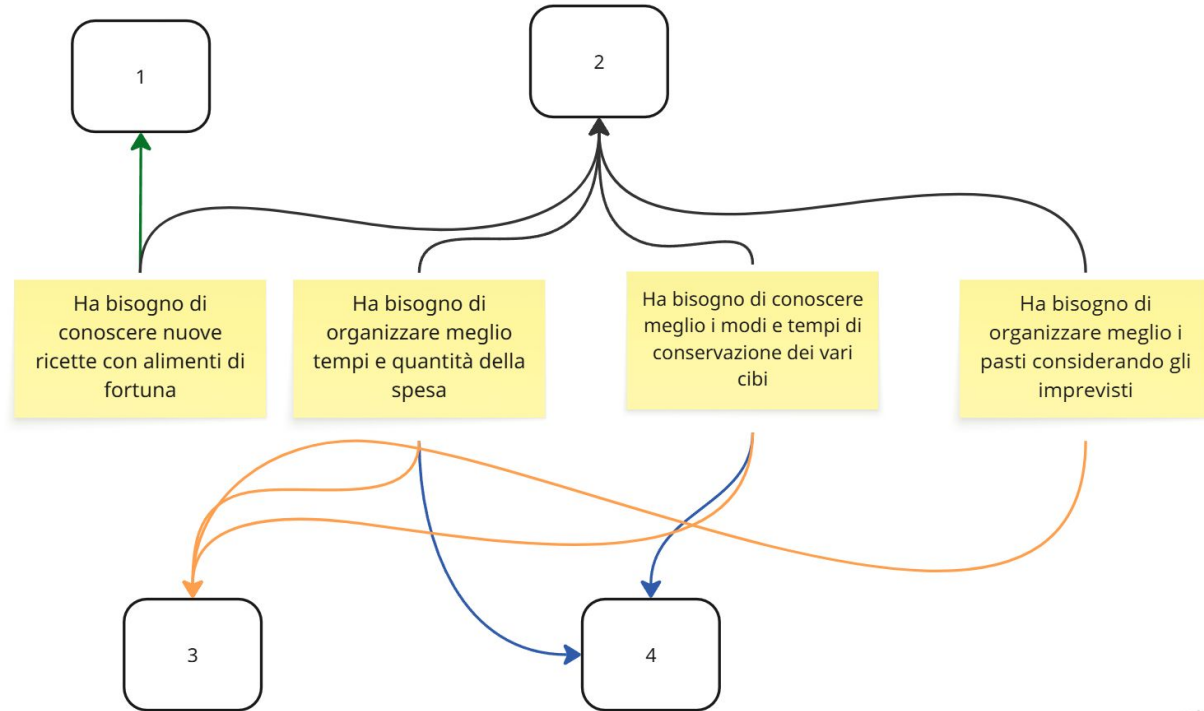 1
2
Ha bisogno di
conoscere nuove
ricette con alimenti di
fortuna
Ha bisogno di
organizzare meglio
tempi e quantità della
spesa
Ha bisogno di conoscere
meglio i modi e tempi di
conservazione dei vari
cibi
Ha bisogno di
organizzare meglio i
pasti considerando gli
imprevisti
3
4